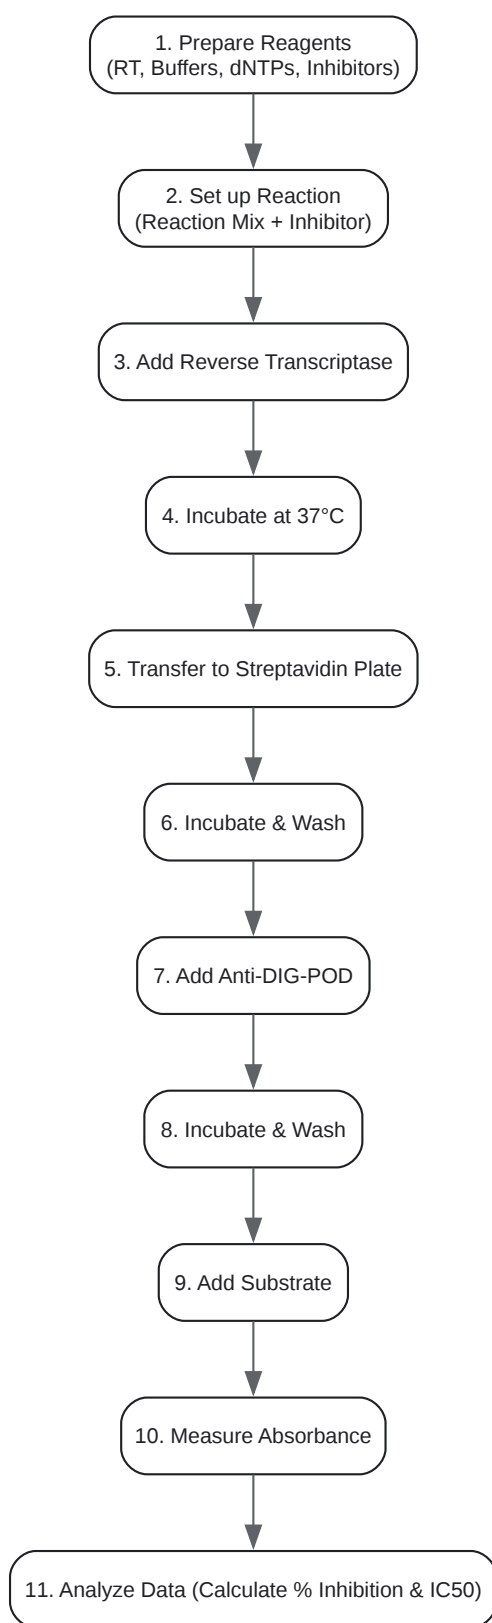 1. Prepare Reagents
(RT, Buffers, dNTPs, Inhibitors)
2. Set up Reaction
(Reaction Mix + Inhibitor)
3. Add Reverse Transcriptase
4. Incubate at 37°C
5. Transfer to Streptavidin Plate
6. Incubate & Wash
7. Add Anti-DIG-POD
8. Incubate & Wash
9. Add Substrate
10. Measure Absorbance
11. Analyze Data (Calculate % Inhibition & IC50)